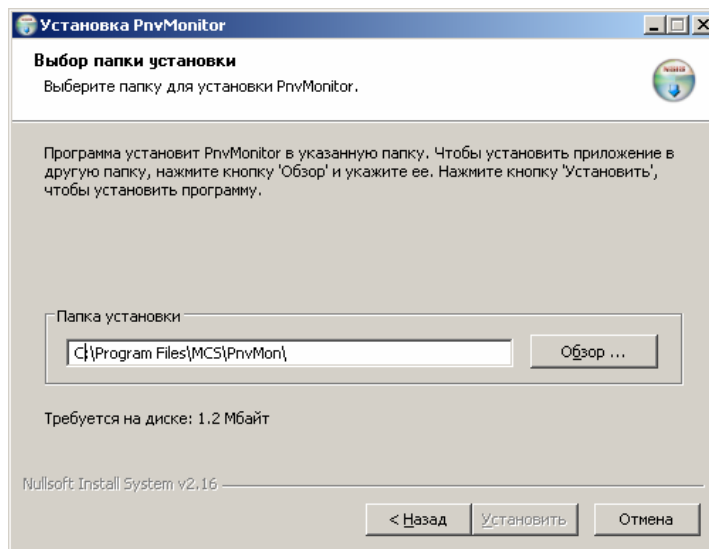 Установка PnvMonitor
Выбор папки установки
Выберите папку для установки PnvMonitor.
Программа установит PnvMonitor в указанную папку. Чтобы установить приложение в
другую папку, нажмите кнопку 'Обзор' и укажите ее. Нажмите кнопку 'Установить',
чтобы установить программу.
Папка установки
C:\Program Files\MCS\PnvMon\
Обзор ...
Требуется на диске: 1.2 Мбайт
Nullsoft Install System v2.16
< Назад
Установить
Отмена